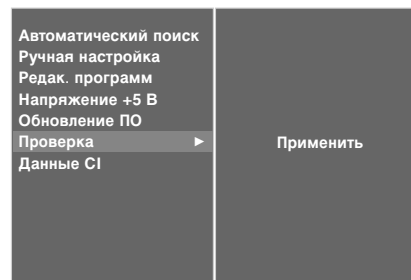 Автоматический поиск
Ручная настройка
Редак. программ
Напряжение +5 В
Обновление ПО
Проверка ►
Применить
Данные CI